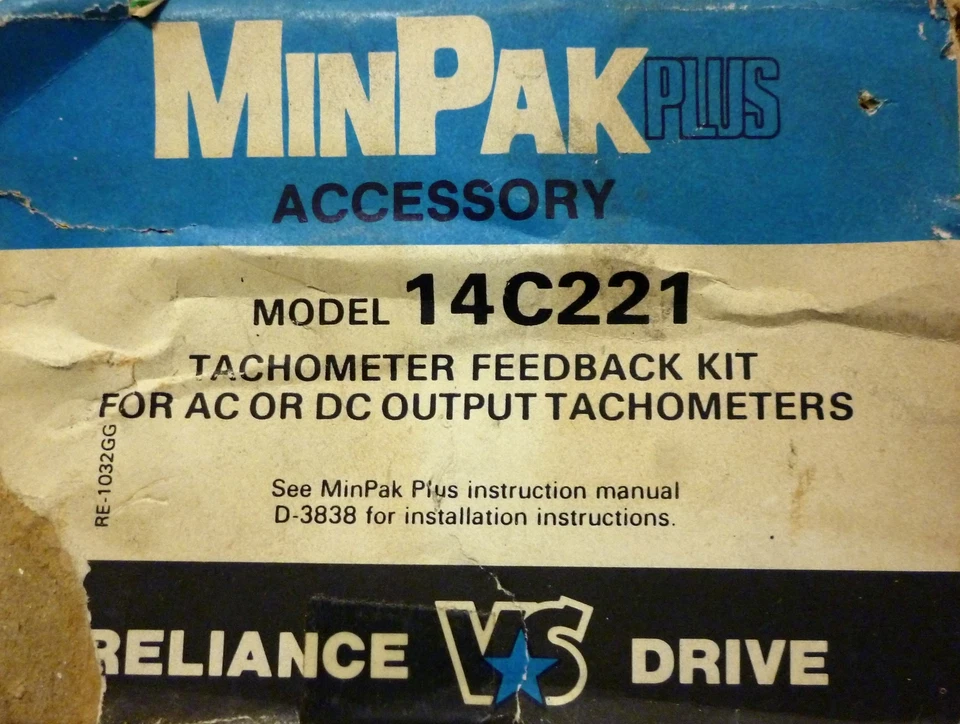 MINPAK PLUS
ACCESSORY
MODEL 14C221
TACHOMETER FEEDBACK KIT
FOR AC OR DC OUTPUT TACHOMETERS
RE-1032GG
See MinPak Plus instruction manual
D-3838 for installation instructions.
RELIANCE VS DRIVE